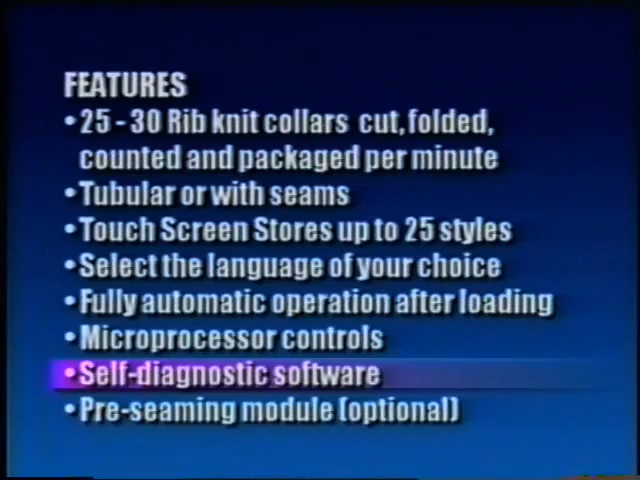 FEATURES
•25 - 30 Rib knit collars cut, folded,
counted and packaged per minute
•Tubular or with seams
•Touch Screen Stores up to 25 styles
•Select the language of your choice
•Fully automatic operation after loading
•Microprocessor controls
•Self-diagnostic software
•Pre-seaming module (optional)